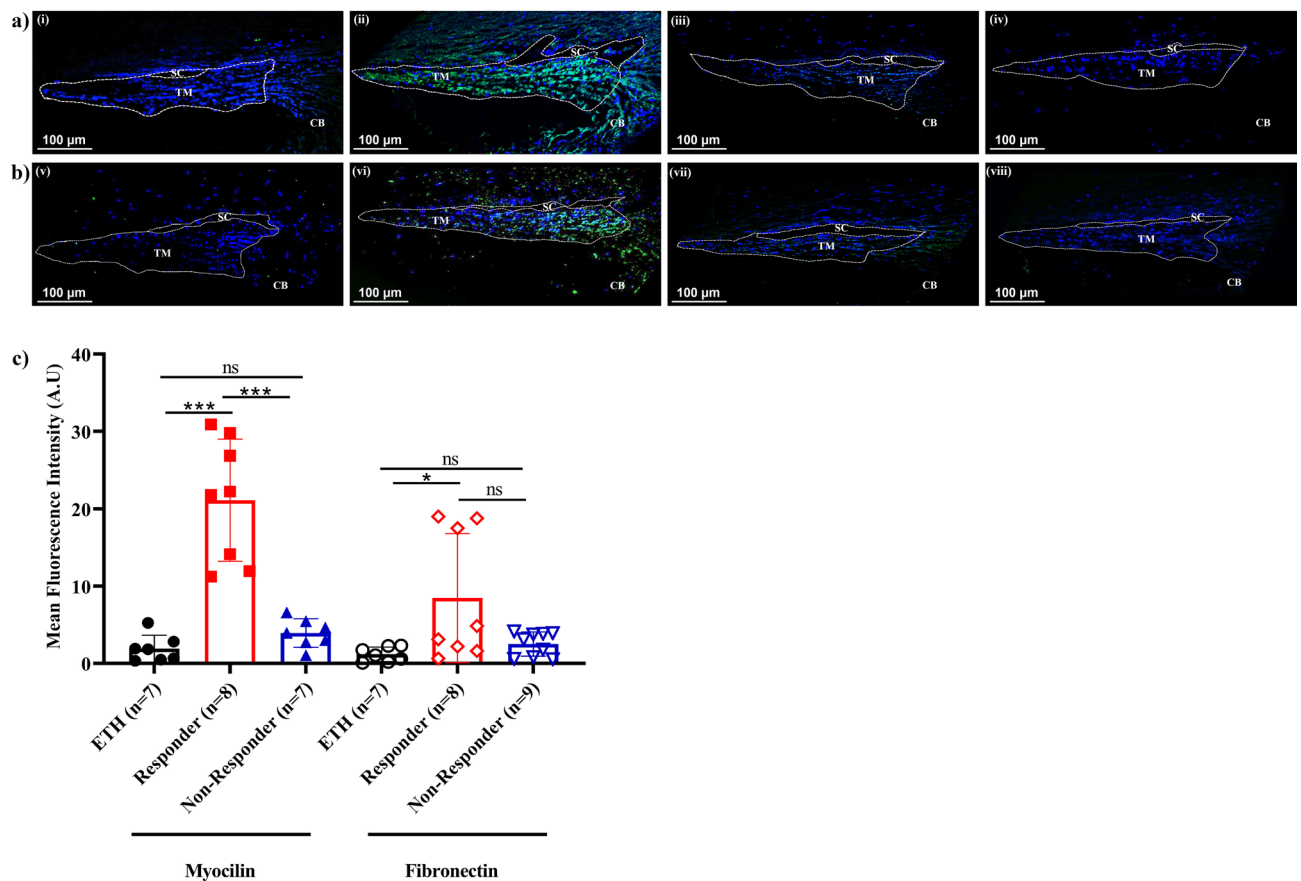 a)
(i)
SC
TM
CB
100 µm
(ii)
SC
TM
CB
100 µm
(iii)
SC
TM
CB
100 µm
(iv)
SC
TM
CB
100 µm
b)
(v)
SC
TM
CB
100 µm
(vi)
SC
TM
CB
100 µm
(vii)
SC
TM
CB
100 µm
(viii)
SC
TM
CB
100 µm
c)
Mean Fluorescence Intensity (A.U)
40
30
20
10
0
ns
***
***
ns
*
ns
ETH (n=7)
Responder (n=8)
Non-Responder (n=7)
ETH (n=7)
Responder (n=8)
Non-Responder (n=9)
Myocilin
Fibronectin